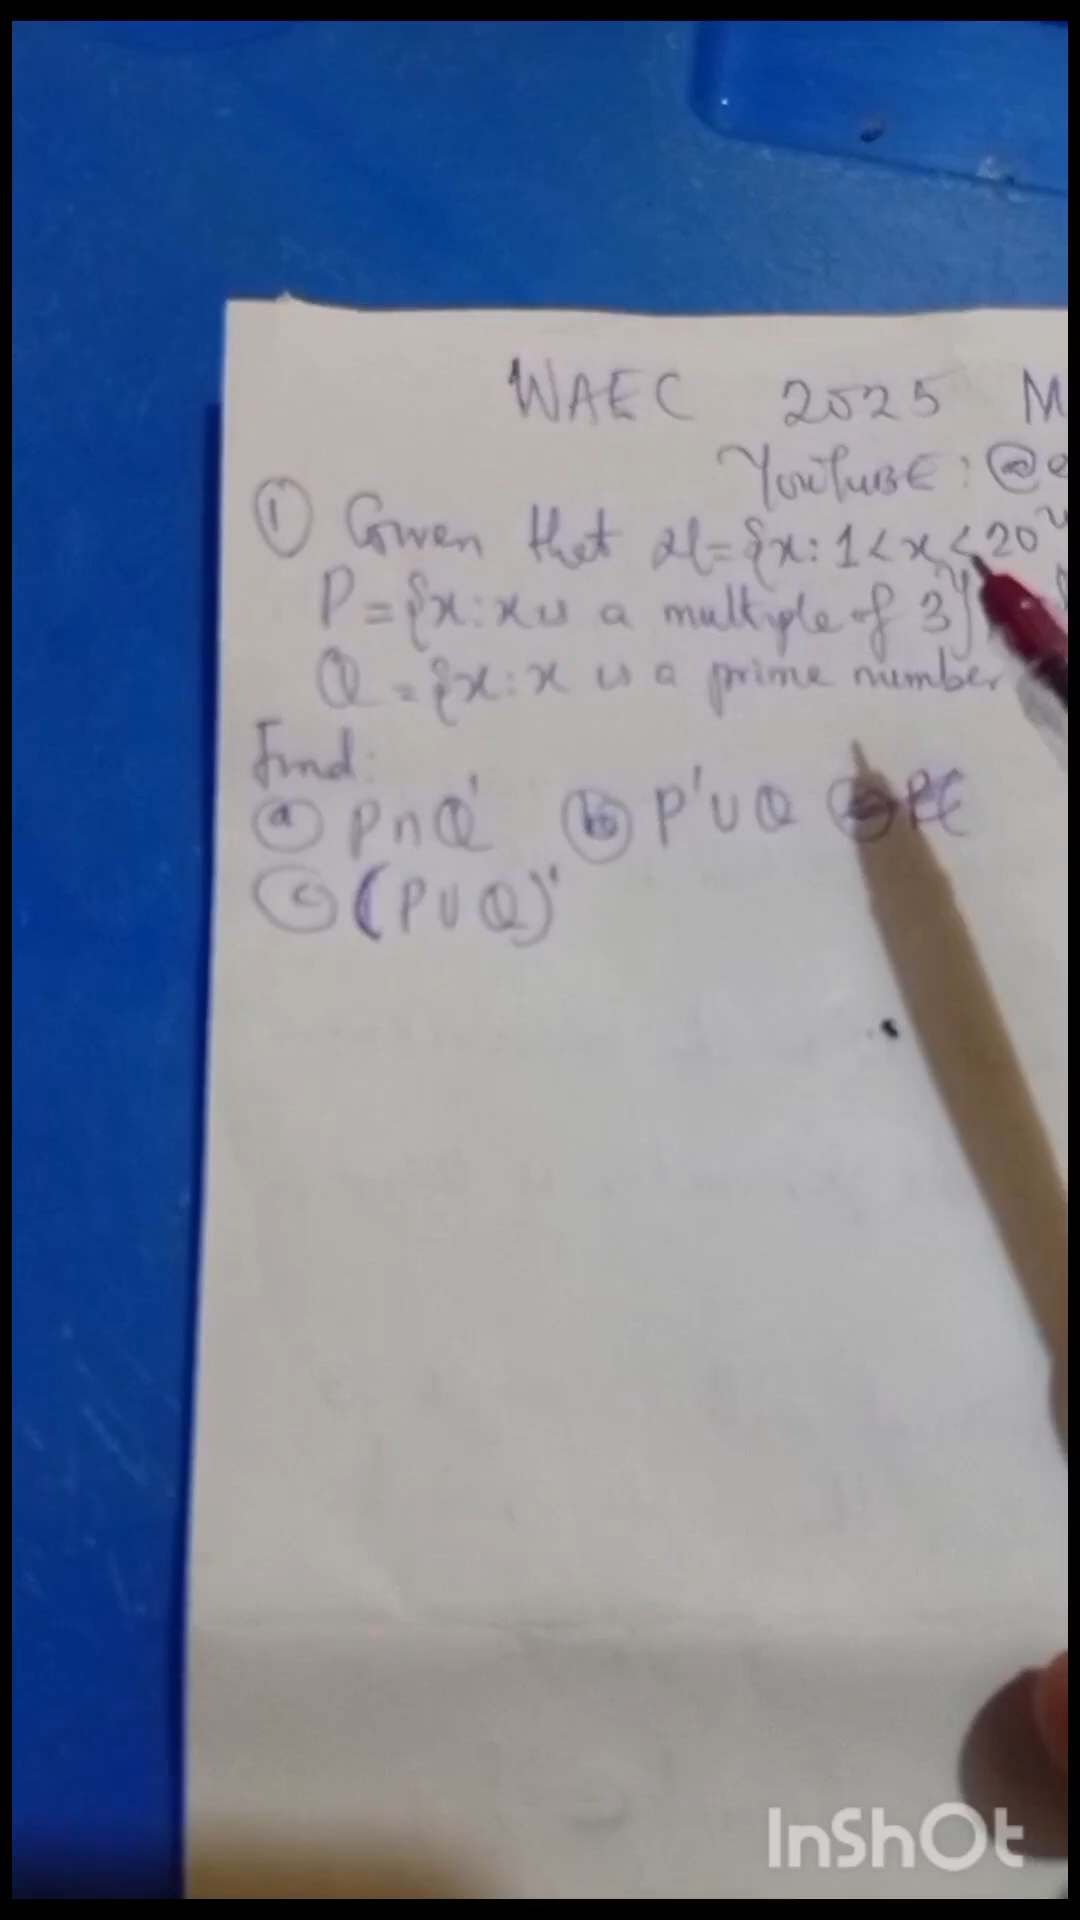 WAEC 2025 M
YouTuBE: @e
① Given that U={x: 1<x<20}
P={x: x is a multiple of 3}
Q={x: x is a prime number
Find:
ⓐ P∩Q' ⓑ P'∪Q ⓒ P
ⓒ (P∪Q)'
InShOt